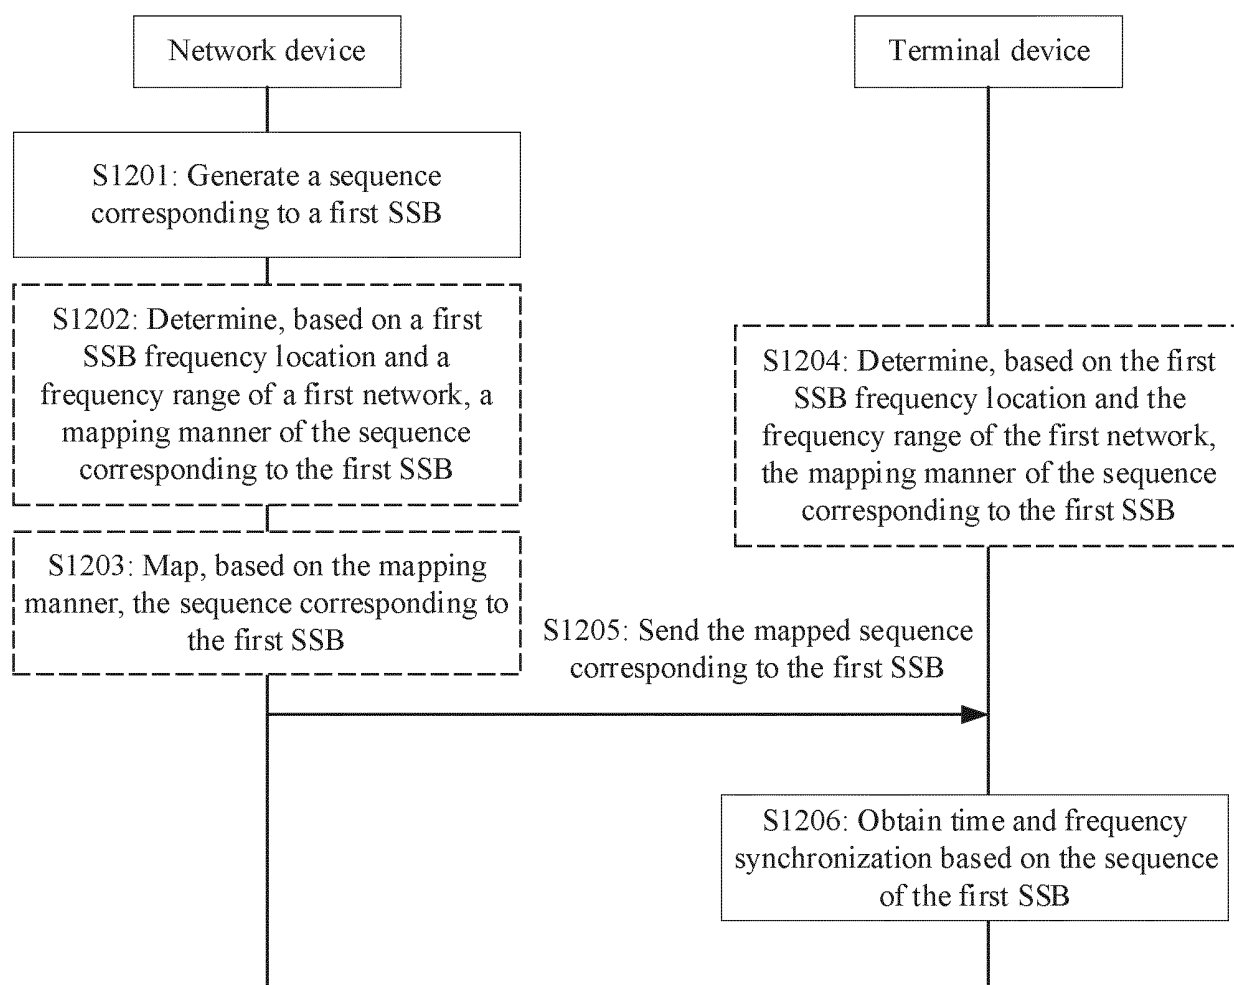 Network device
Terminal device
S1201: Generate a sequence
corresponding to a first SSB
S1202: Determine, based on a first
SSB frequency location and a
frequency range of a first network, a
mapping manner of the sequence
corresponding to the first SSB
S1204: Determine, based on the first
SSB frequency location and the
frequency range of the first network,
the mapping manner of the sequence
corresponding to the first SSB
S1203: Map, based on the mapping
manner, the sequence corresponding to
the first SSB
S1205: Send the mapped sequence
corresponding to the first SSB
S1206: Obtain time and frequency
synchronization based on the sequence
of the first SSB